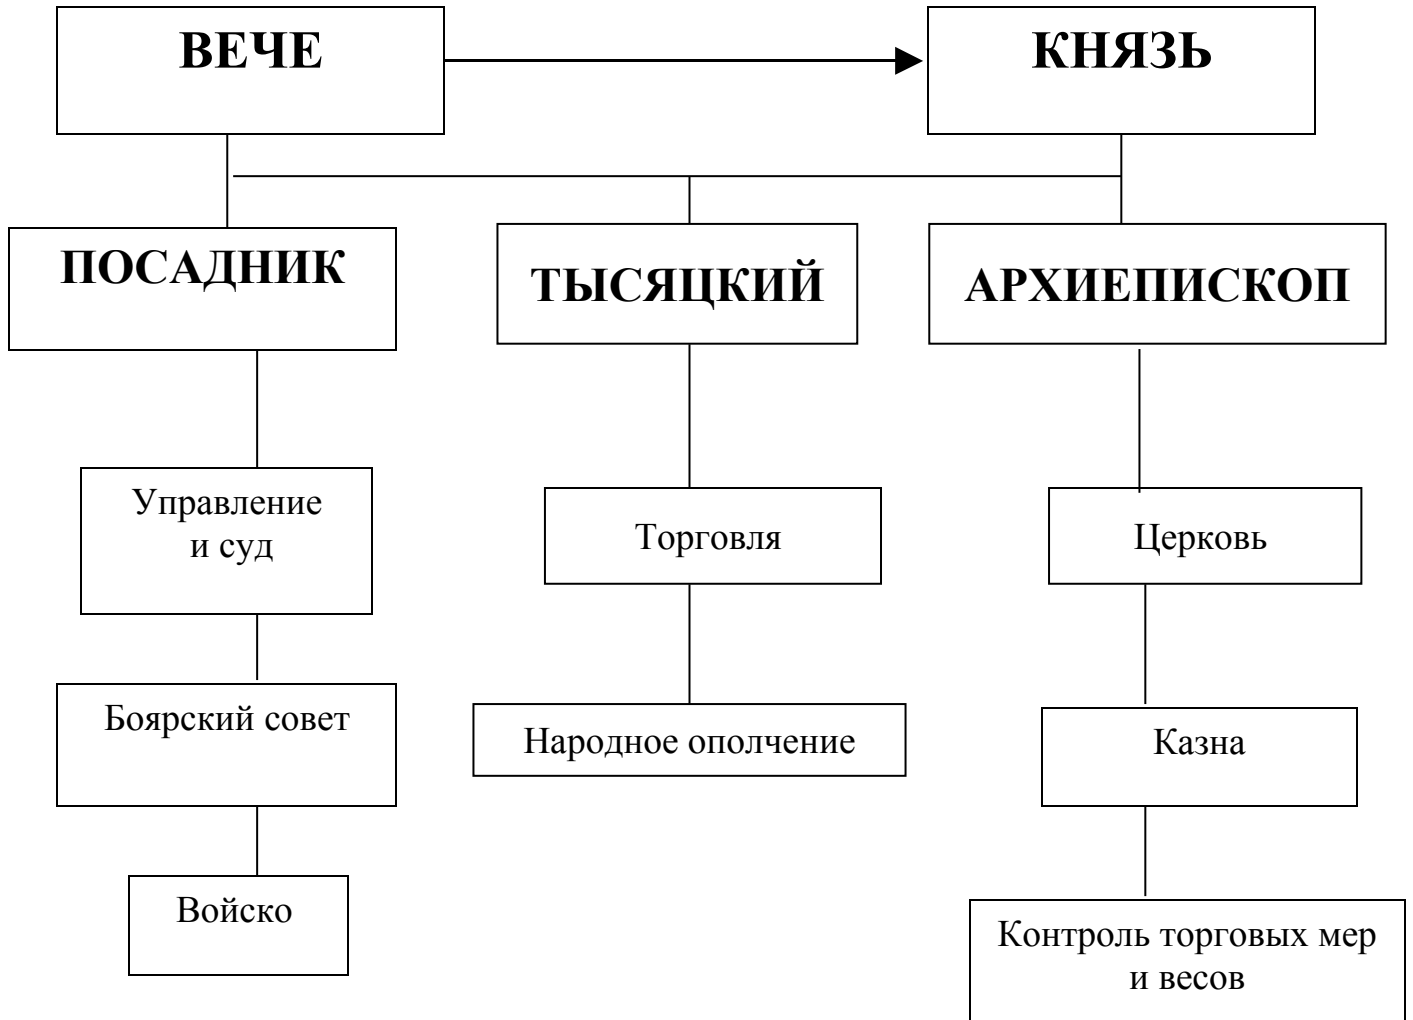 ВЕЧЕ
КНЯЗЬ
ПОСАДНИК
ТЫСЯЦКИЙ
АРХИЕПИСКОП
Управление
и суд
Торговля
Церковь
Боярский совет
Народное ополчение
Казна
Войско
Контроль торговых мер
и весов